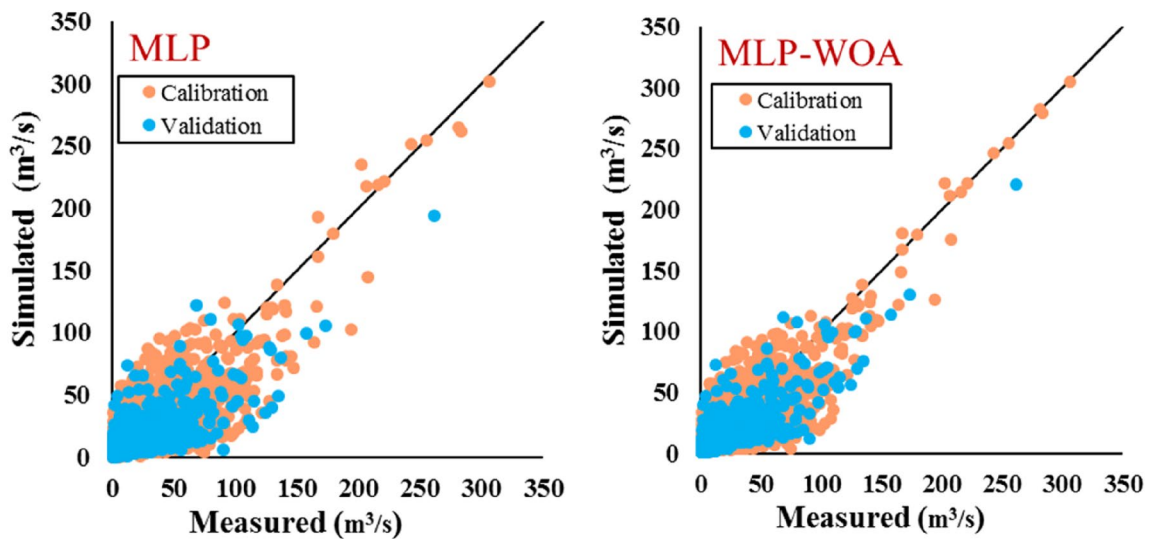 MLP
Calibration
Validation
Simulated (m³/s)
350
300
250
200
150
100
50
0
0 50 100 150 200 250 300 350
Measured (m³/s)
MLP-WOA
Calibration
Validation
Simulated (m³/s)
350
300
250
200
150
100
50
0
0 50 100 150 200 250 300 350
Measured (m³/s)